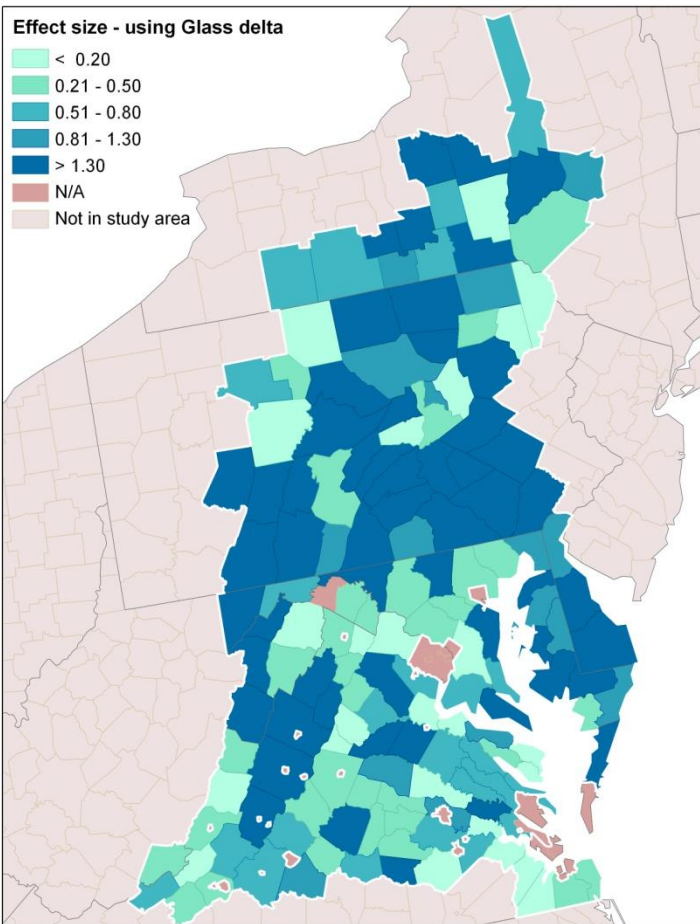 Effect size - using Glass delta
< 0.20
0.21 - 0.50
0.51 - 0.80
0.81 - 1.30
> 1.30
N/A
Not in study area